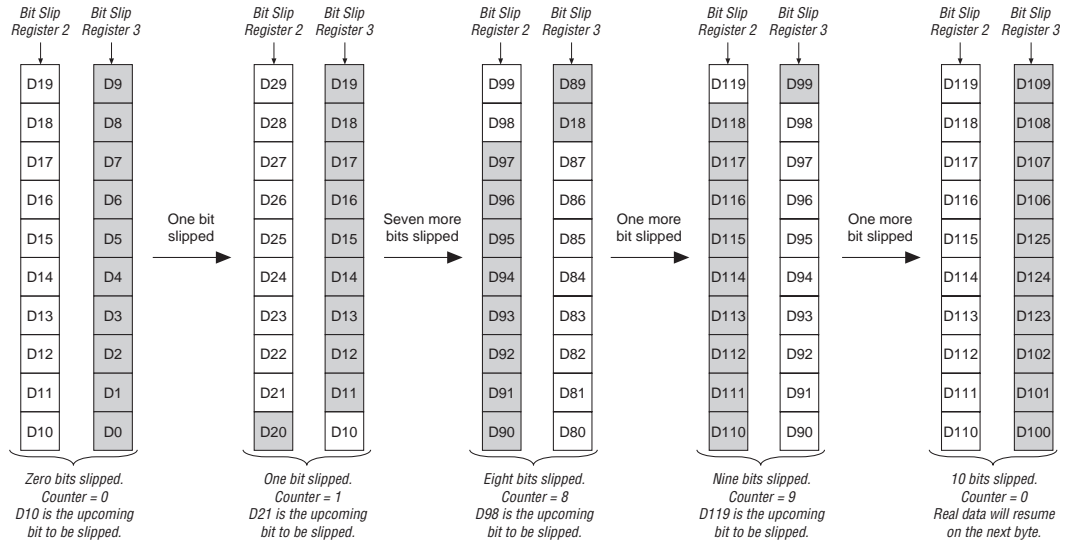 Bit Slip Register 2
Bit Slip Register 3
D19 D9
D18 D8
D17 D7
D16 D6
D15 D5
D14 D4
D13 D3
D12 D2
D11 D1
D10 D0
Zero bits slipped.
Counter = 0
D10 is the upcoming
bit to be slipped.
One bit
slipped
Bit Slip Register 2
Bit Slip Register 3
D29 D19
D28 D18
D27 D17
D26 D16
D25 D15
D24 D14
D23 D13
D22 D12
D21 D11
D20 D10
One bit slipped.
Counter = 1
D21 is the upcoming
bit to be slipped.
Seven more
bits slipped
Bit Slip Register 2
Bit Slip Register 3
D99 D89
D98 D18
D97 D87
D96 D86
D95 D85
D94 D84
D93 D83
D92 D82
D91 D81
D90 D80
Eight bits slipped.
Counter = 8
D98 is the upcoming
bit to be slipped.
One more
bit slipped
Bit Slip Register 2
Bit Slip Register 3
D119 D99
D118 D98
D117 D97
D116 D96
D115 D95
D114 D94
D113 D93
D112 D92
D111 D91
D110 D90
Nine bits slipped.
Counter = 9
D119 is the upcoming
bit to be slipped.
One more
bit slipped
Bit Slip Register 2
Bit Slip Register 3
D119 D109
D118 D108
D117 D107
D116 D106
D115 D125
D114 D124
D113 D123
D112 D102
D111 D101
D110 D100
10 bits slipped.
Counter = 0
Real data will resume
on the next byte.